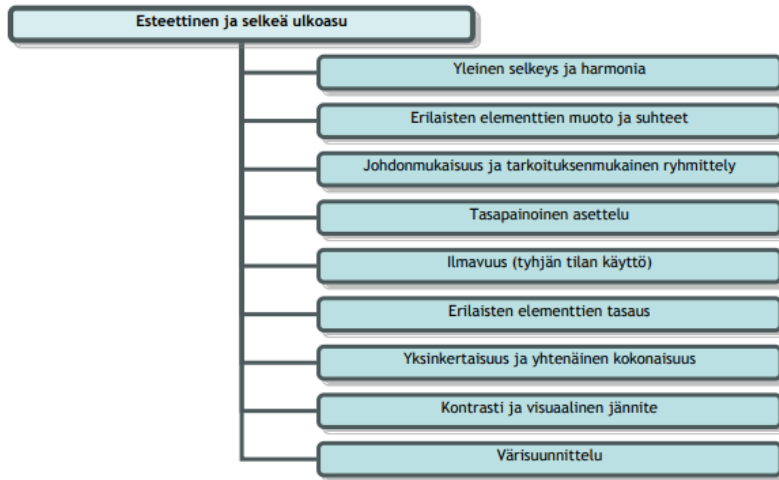 Esteettinen ja selkeä ulkoasu
Yleinen selkeys ja harmonia
Erilaisten elementtien muoto ja suhteet
Johdonmukaisuus ja tarkoituksenmukainen ryhmittely
Tasapainoinen asettelu
Ilmavuus (tyhjän tilan käyttö)
Erilaisten elementtien tasaus
Yksinkertaisuus ja yhtenäinen kokonaisuus
Kontrasti ja visuaalinen jännite
Värisuunnittelu